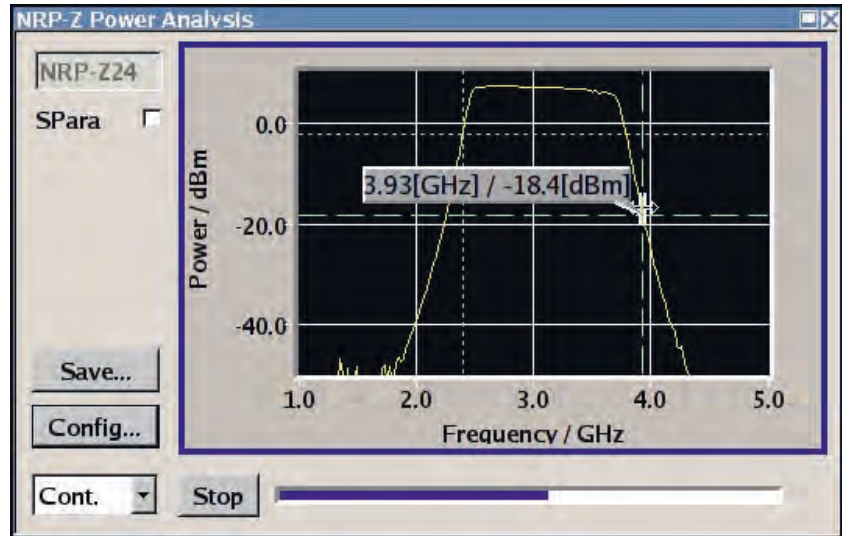 NRP-Z Power Analysis
NRP-Z24
SPara
Power / dBm
0.0
-20.0
-40.0
3.93[GHz] / -18.4[dBm]
1.0 2.0 3.0 4.0 5.0
Frequency / GHz
Save...
Config...
Cont.
Stop